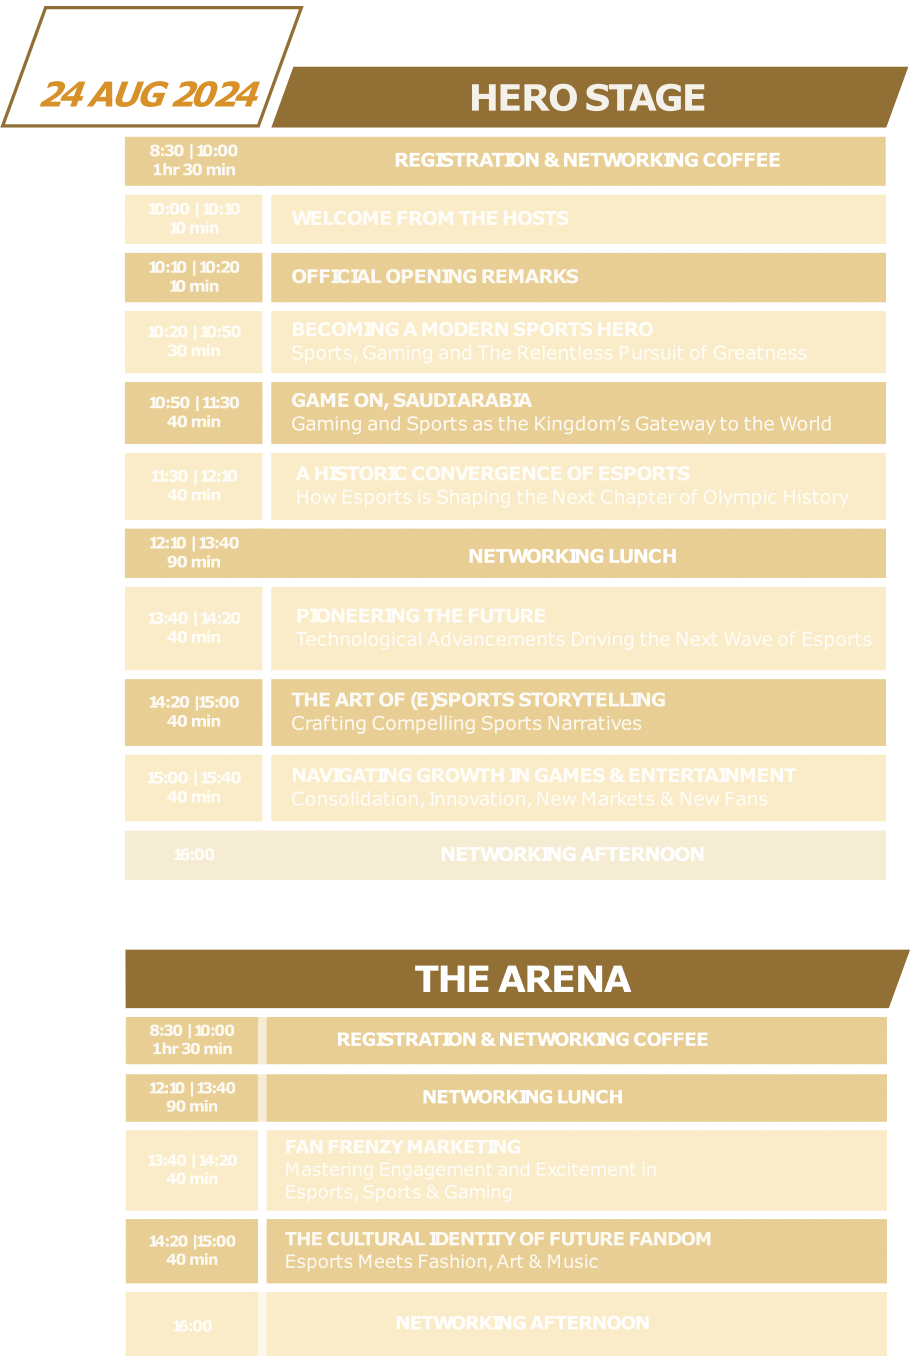 24 AUG 2024
HERO STAGE
8:30 | 10:00
1hr 30 min
REGISTRATION & NETWORKING COFFEE
10:00 | 10:10
10 min
WELCOME FROM THE HOSTS
10:10 | 10:20
10 min
OFFICIAL OPENING REMARKS
10:20 | 10:50
30 min
BECOMING A MODERN SPORTS HERO
Sports, Gaming and The Relentless Pursuit of Greatness
10:50 | 11:30
40 min
GAME ON, SAUDI ARABIA
Gaming and Sports as the Kingdom’s Gateway to the World
11:30 | 12:10
40 min
A HISTORIC CONVERGENCE OF ESPORTS
How Esports is Shaping the Next Chapter of Olympic History
12:10 | 13:40
90 min
NETWORKING LUNCH
13:40 | 14:20
40 min
PIONEERING THE FUTURE
Technological Advancements Driving the Next Wave of Esports
14:20 | 15:00
40 min
THE ART OF (E)SPORTS STORYTELLING
Crafting Compelling Sports Narratives
15:00 | 15:40
40 min
NAVIGATING GROWTH IN GAMES & ENTERTAINMENT
Consolidation, Innovation, New Markets & New Fans
16:00
NETWORKING AFTERNOON
THE ARENA
8:30 | 10:00
1hr 30 min
REGISTRATION & NETWORKING COFFEE
12:10 | 13:40
90 min
NETWORKING LUNCH
13:40 | 14:20
40 min
FAN FRENZY MARKETING
Mastering Engagement and Excitement in
Esports, Sports & Gaming
14:20 | 15:00
40 min
THE CULTURAL IDENTITY OF FUTURE FANDOM
Esports Meets Fashion, Art & Music
16:00
NETWORKING AFTERNOON